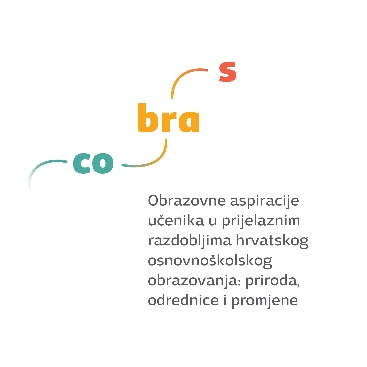 s
bra
co
Obrazovne aspiracije
učenika u prijelaznim
razdobljima hrvatskog
osnovnoškolskog
obrazovanja: priroda,
odrednice i promjene